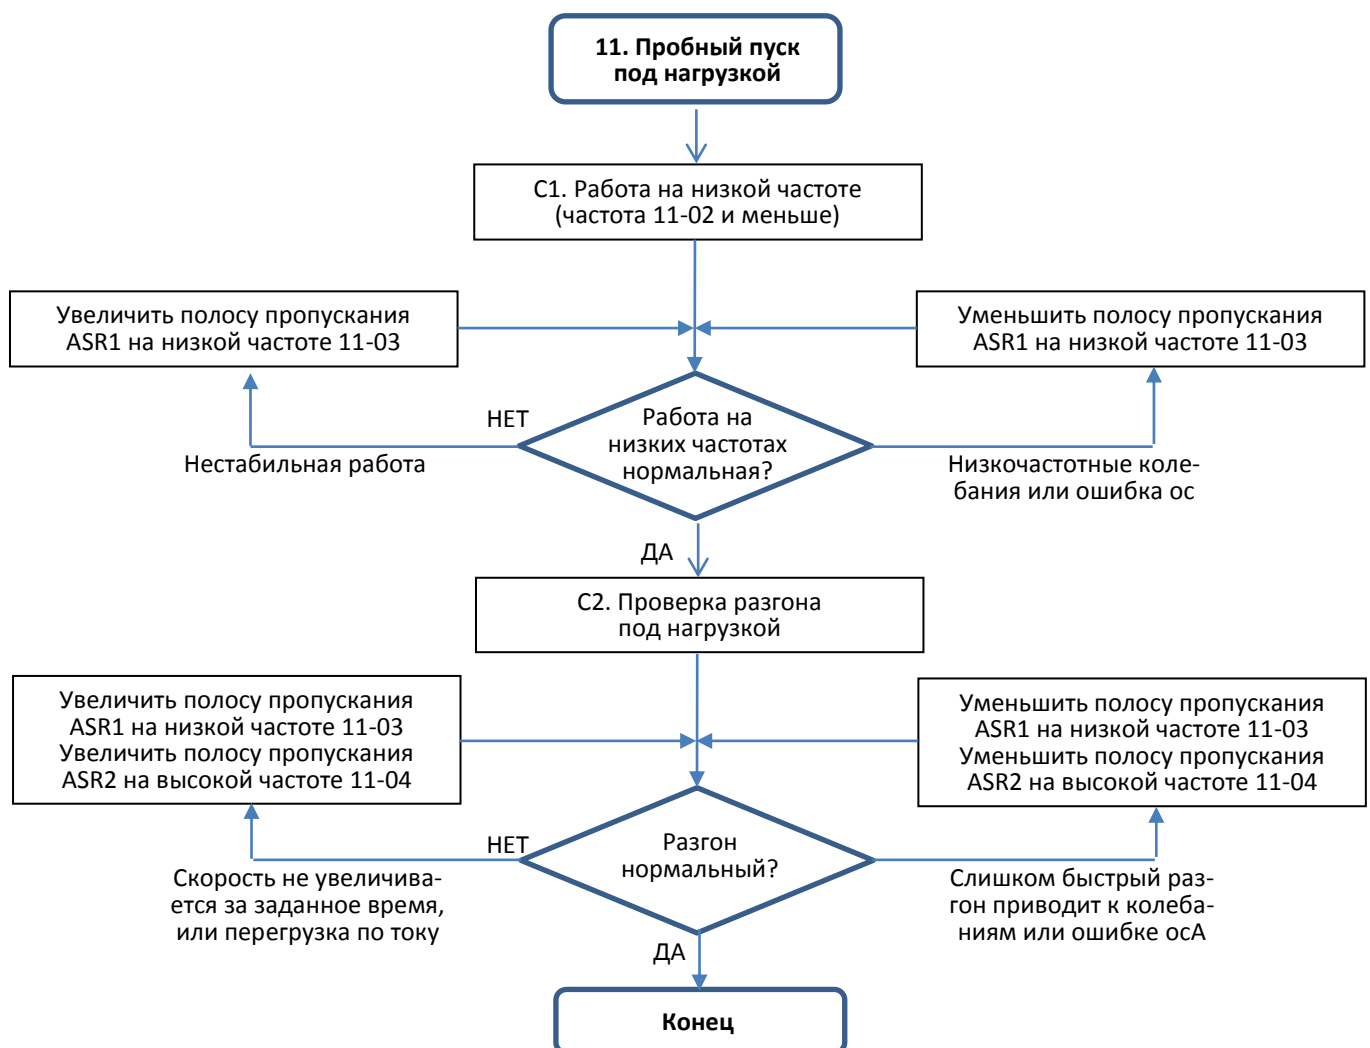 11. Пробный пуск
под нагрузкой
С1. Работа на низкой частоте
(частота 11-02 и меньше)
Увеличить полосу пропускания
ASR1 на низкой частоте 11-03
Уменьшить полосу пропускания
ASR1 на низкой частоте 11-03
НЕТ
Работа на
низких частотах
нормальная?
Нестабильная работа
Низкочастотные коле-
бания или ошибка ос
ДА
С2. Проверка разгона
под нагрузкой
Увеличить полосу пропускания
ASR1 на низкой частоте 11-03
Увеличить полосу пропускания
ASR2 на высокой частоте 11-04
Уменьшить полосу пропускания
ASR1 на низкой частоте 11-03
Уменьшить полосу пропускания
ASR2 на высокой частоте 11-04
НЕТ
Разгон
нормальный?
Скорость не увеличива-
ется за заданное время,
или перегрузка по току
Слишком быстрый раз-
гон приводит к колеба-
ниям или ошибке осА
ДА
Конец